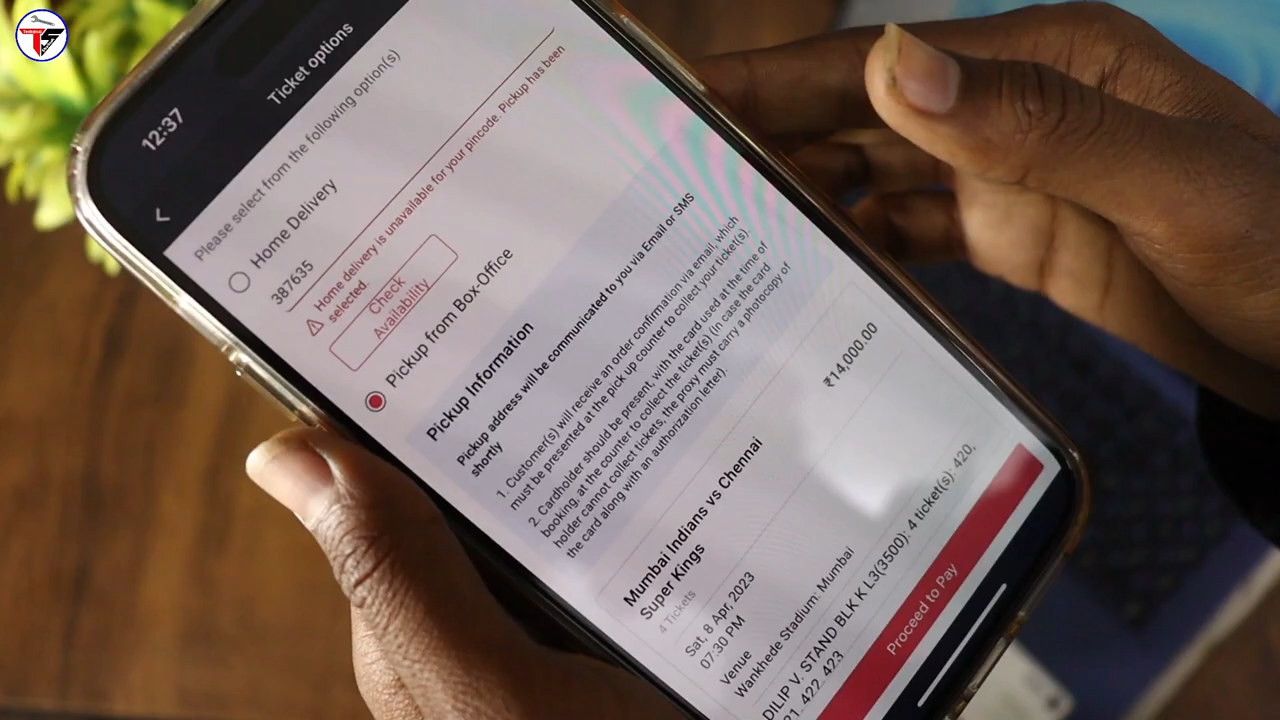 Technical
TS
12:37
Ticket options
Please select from the following option(s)
Home Delivery
387635
Home delivery is unavailable for your pincode. Pickup has been
selected.
Check
Availability
Pickup from Box-Office
Pickup Information
Pickup address will be communicated to you via Email or SMS
shortly
1. Customer(s) will receive an order confirmation via email, which
must be presented at the pick up counter to collect your ticket(s).
2. Cardholder should be present, with the card used at the time of
booking, at the counter to collect the ticket(s) (In case the card
holder cannot collect tickets, the proxy must carry a photocopy of
the card along with an authorization letter).
Mumbai Indians vs Chennai
Super Kings
₹14,000.00
4 Tickets
Sat, 8 Apr, 2023
07:30 PM
Venue
Wankhede Stadium: Mumbai
DILIP V. STAND BLK K L3(3500): 4 ticket(s): 420,
21, 422, 423
Proceed to Pay